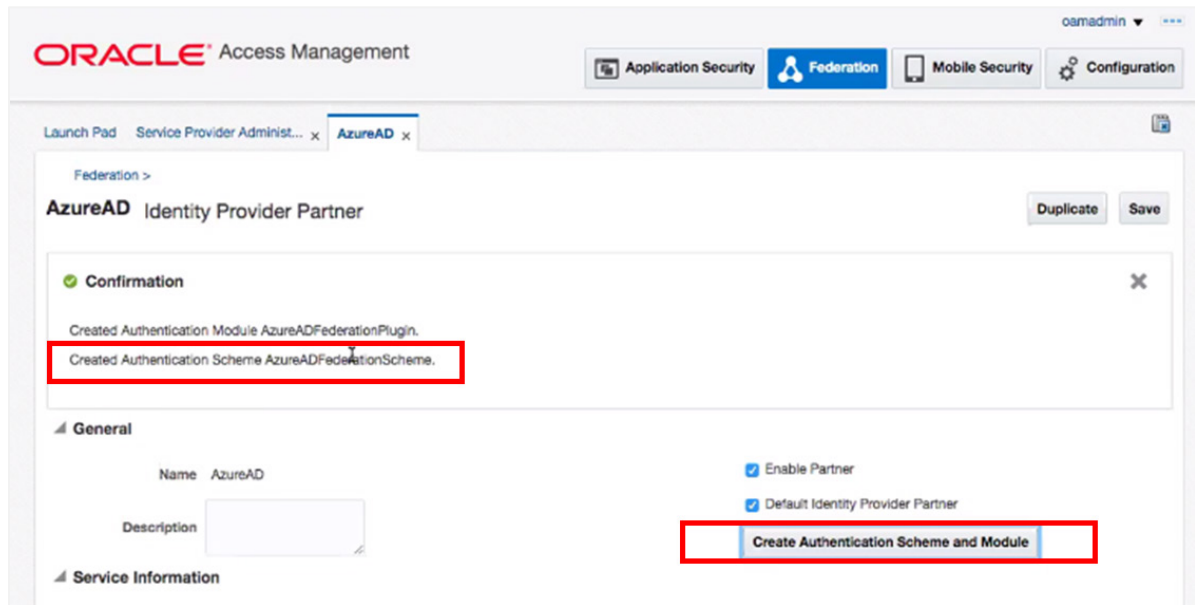 oamadmin
ORACLE Access Management
Application Security
Federation
Mobile Security
Configuration
Launch Pad
Service Provider Administ... x
AzureAD x
Federation >
AzureAD Identity Provider Partner
Duplicate
Save
Confirmation
Created Authentication Module AzureADFederationPlugin.
Created Authentication Scheme AzureADFederationScheme.
General
Name AzureAD
Enable Partner
Default Identity Provider Partner
Description
Create Authentication Scheme and Module
Service Information